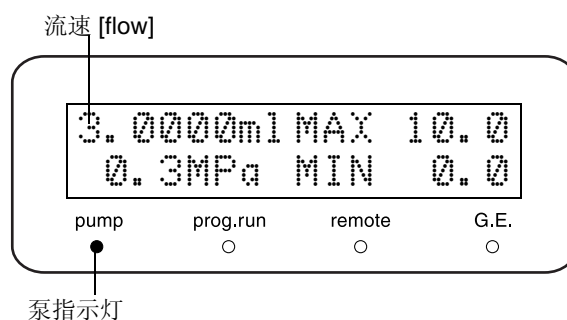 流速 [flow]
3.0000ml MAX 10.0
0.3MPa MIN 0.0
pump prog.run remote G.E.
泵指示灯